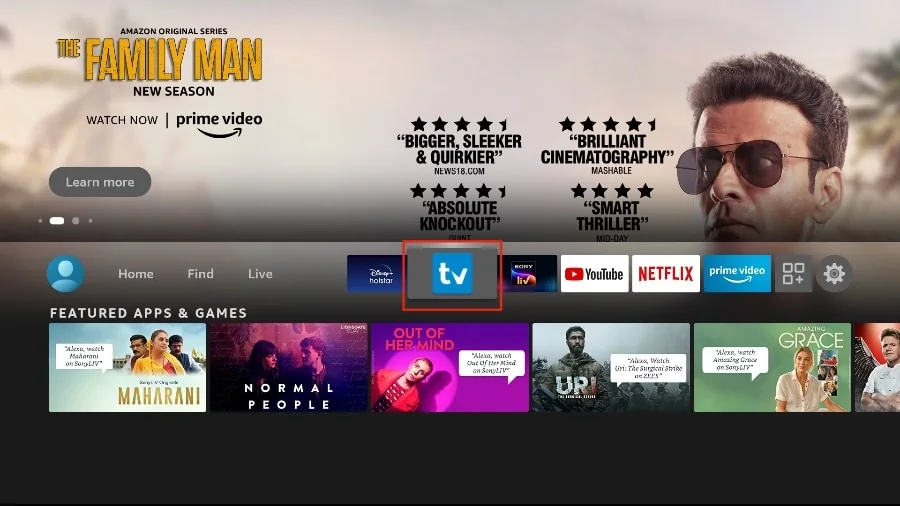 AMAZON ORIGINAL SERIES
THE
FAMILY MAN
NEW SEASON
WATCH NOW | prime video
Learn more
"BIGGER, SLEEKER
& QUIRKIER"
NEWS18.COM
"BRILLIANT
CINEMATOGRAPHY"
MASHABLE
"ABSOLUTE
KNOCKOUT"
QUINT
"SMART
THRILLER"
MID-DAY
Home
Find
Live
Disney+
hotstar
tv
SONY
liv
YouTube
NETFLIX
prime video
FEATURED APPS & GAMES
"Alexa, watch
Maharani
on SonyLIV"
SonyLIV Originals
MAHARANI
LIONSGATE
NORMAL
PEOPLE
OUT OF
HER MIND
"Alexa, watch
Out Of Her Mind
on SonyLIV"
URI
THE SURGICAL STRIKE
"Alexa, Watch
Uri: The Surgical Strike
on ZEE5"
"Alexa, watch
Amazing Grace
on SonyLIV"
AMAZING
GRACE